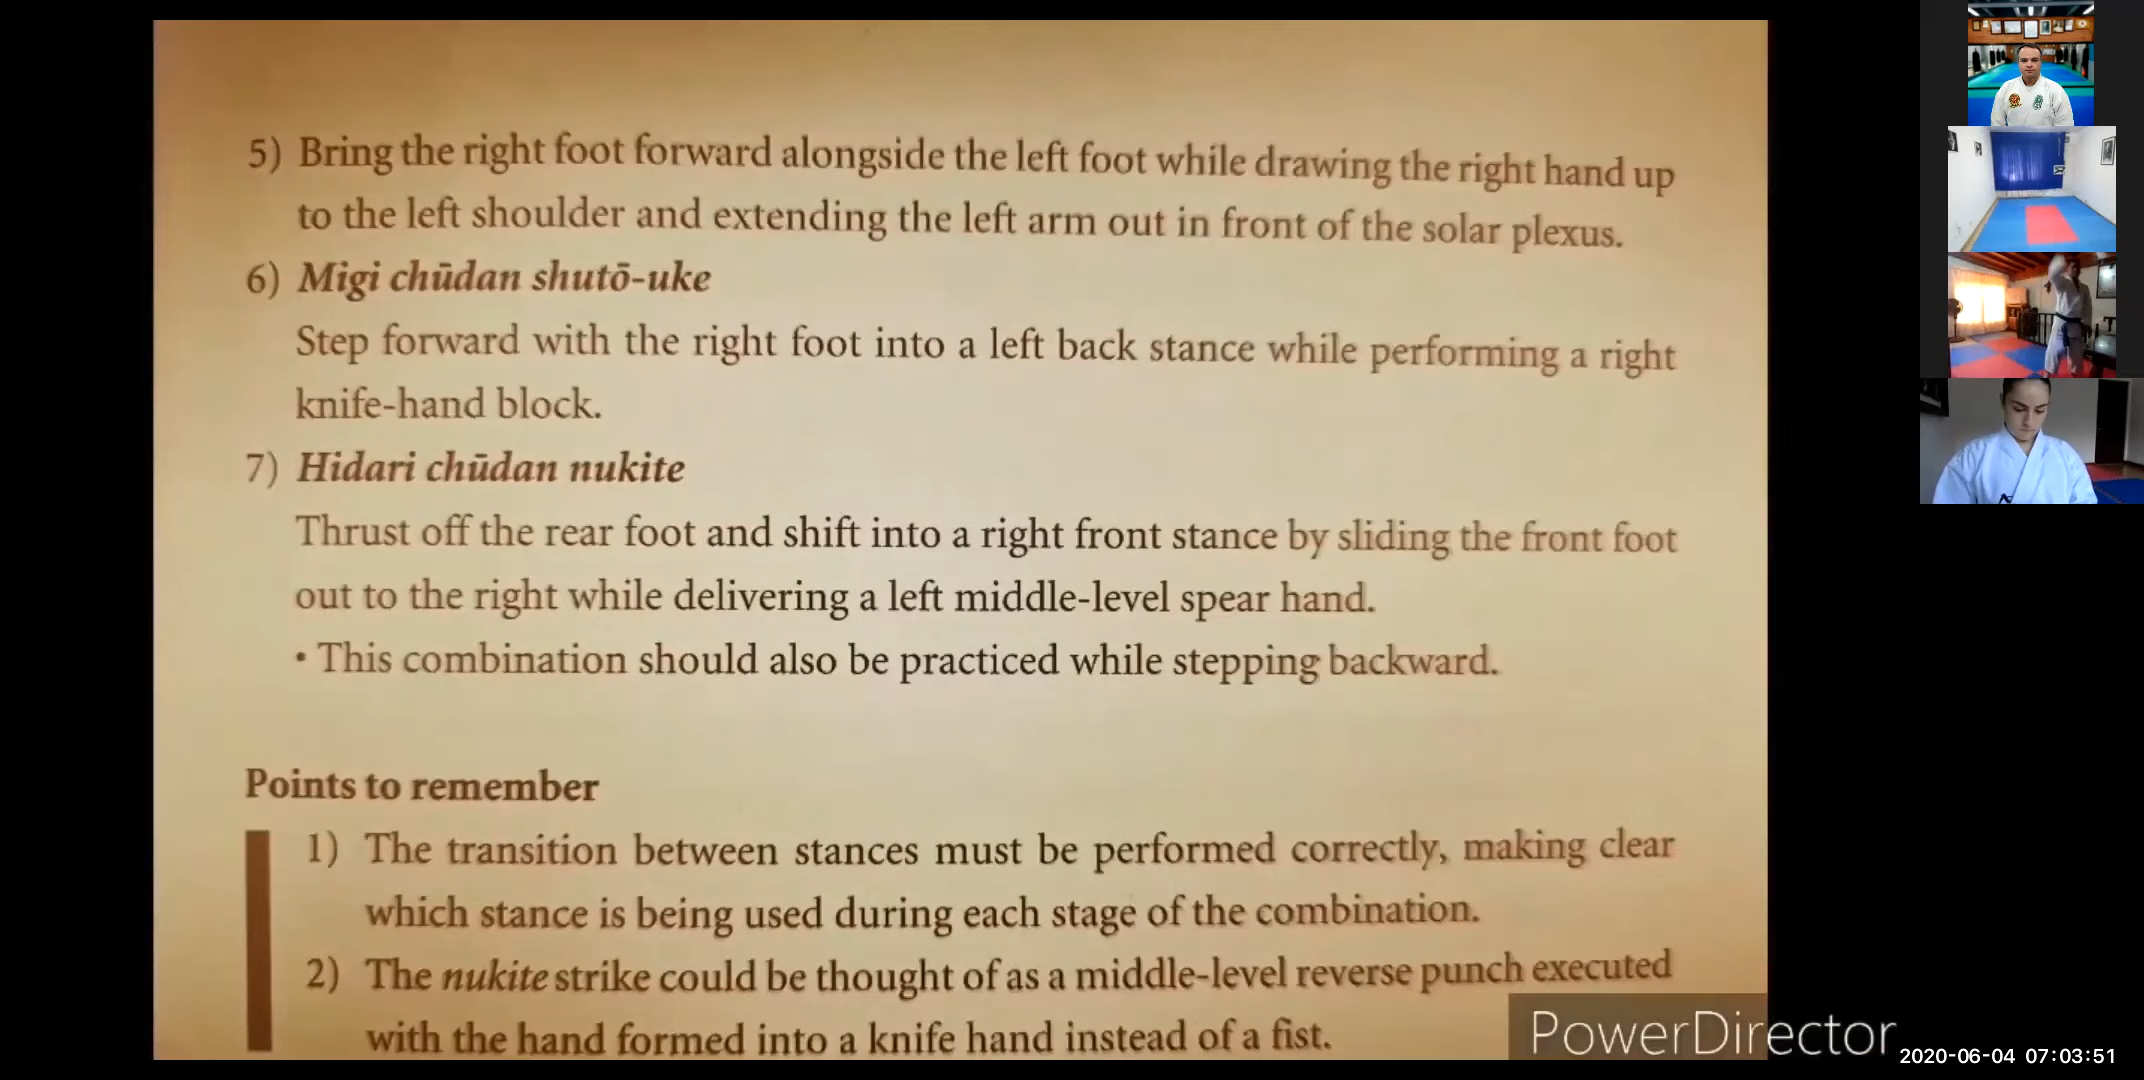 5) Bring the right foot forward alongside the left foot while drawing the right hand up
to the left shoulder and extending the left arm out in front of the solar plexus.
6) Migi chūdan shutō-uke
Step forward with the right foot into a left back stance while performing a right
knife-hand block.
7) Hidari chūdan nukite
Thrust off the rear foot and shift into a right front stance by sliding the front foot
out to the right while delivering a left middle-level spear hand.
• This combination should also be practiced while stepping backward.
Points to remember
1) The transition between stances must be performed correctly, making clear
which stance is being used during each stage of the combination.
2) The nukite strike could be thought of as a middle-level reverse punch executed
with the hand formed into a knife hand instead of a fist.
PowerDirector
2020-06-04 07:03:51